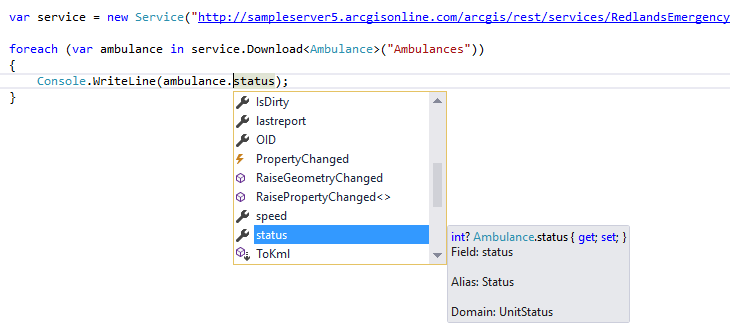 var service = new Service("http://sampleserver5.arcgisonline.com/arcgis/rest/services/RedlandsEmergency
foreach (var ambulance in service.Download<Ambulance>("Ambulances"))
{
Console.WriteLine(ambulance.status);
}
IsDirty
lastreport
OID
PropertyChanged
RaiseGeometryChanged
RaisePropertyChanged<>
speed
status
ToKml
int? Ambulance.status { get; set; }
Field: status
Alias: Status
Domain: UnitStatus